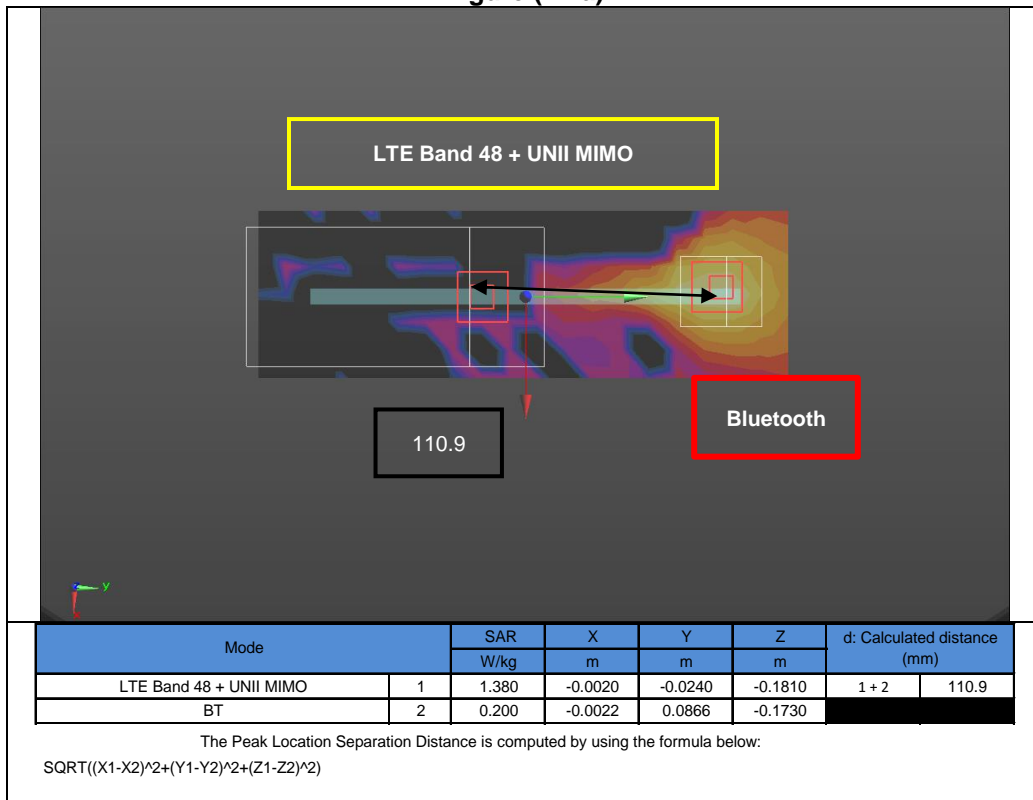 LTE Band 48 + UNII MIMO
Bluetooth
110.9
y
Mode SAR X Y Z d: Calculated distance (mm)
W/kg m m m
LTE Band 48 + UNII MIMO 1 1.380 -0.0020 -0.0240 -0.1810 1 + 2 110.9
BT 2 0.200 -0.0022 0.0866 -0.1730
The Peak Location Separation Distance is computed by using the formula below:
SQRT((X1-X2)^2+(Y1-Y2)^2+(Z1-Z2)^2)